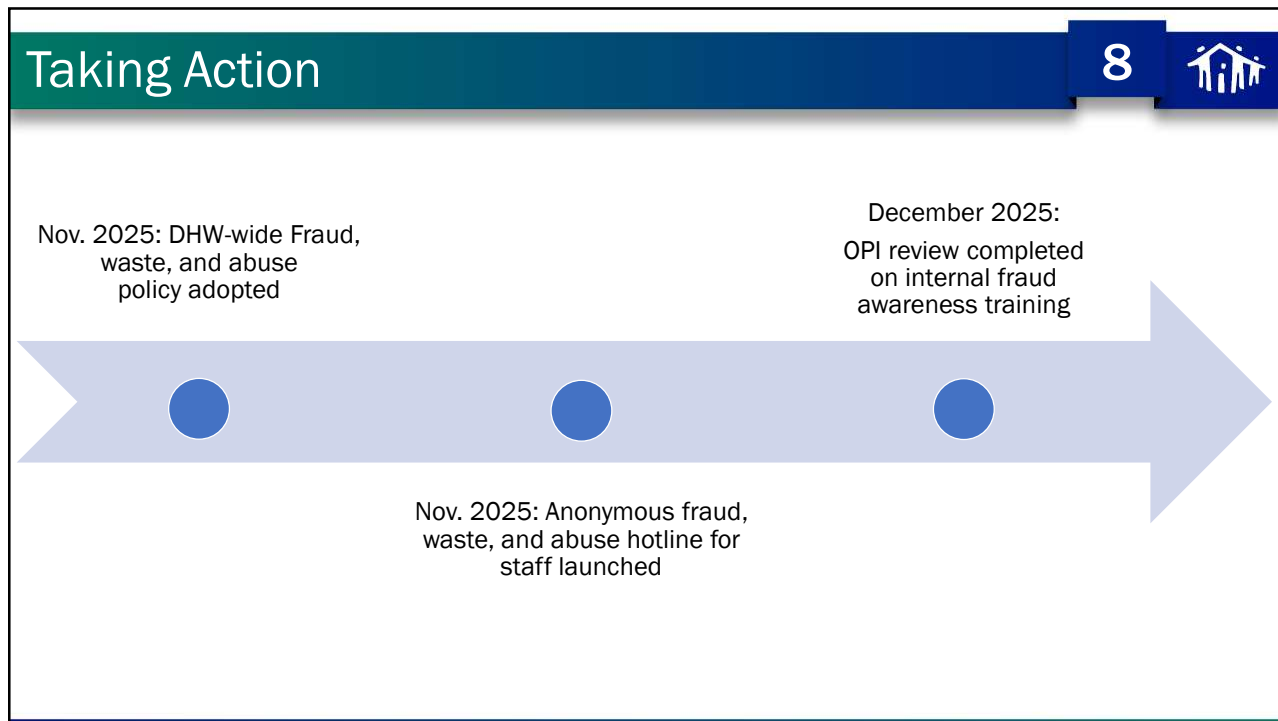 Taking Action
8
Nov. 2025: DHW-wide Fraud,
waste, and abuse
policy adopted
Nov. 2025: Anonymous fraud,
waste, and abuse hotline for
staff launched
December 2025:
OPI review completed
on internal fraud
awareness training